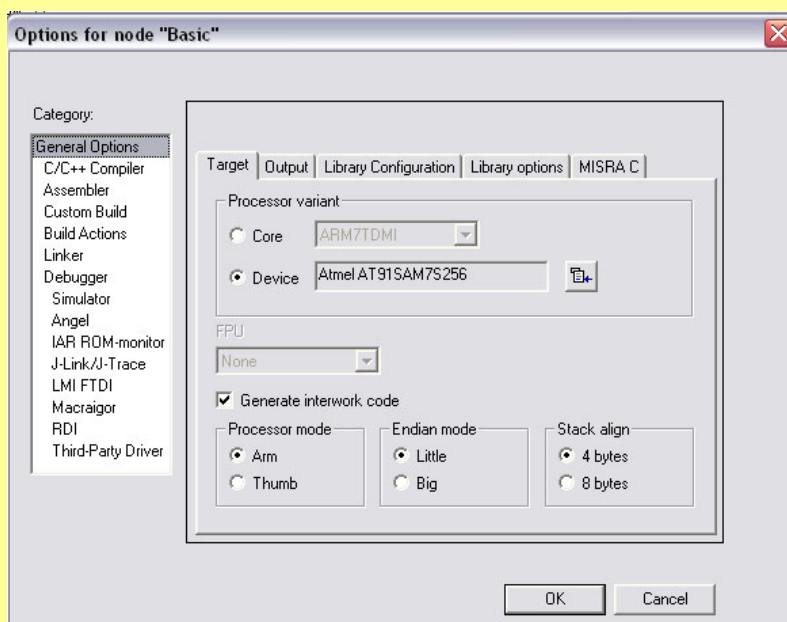 Options for node "Basic"
Category:
General Options
C/C++ Compiler
Assembler
Custom Build
Build Actions
Linker
Debugger
Simulator
Angel
IAR ROM-monitor
J-Link/J-Trace
LMI FTDI
Macraigor
RDI
Third-Party Driver
Target Output Library Configuration Library options MISRA C
Processor variant
Core ARM7TDMI
Device Atmel AT91SAM7S256
FPU
None
Generate interwork code
Processor mode
Arm
Thumb
Endian mode
Little
Big
Stack align
4 bytes
8 bytes
OK Cancel